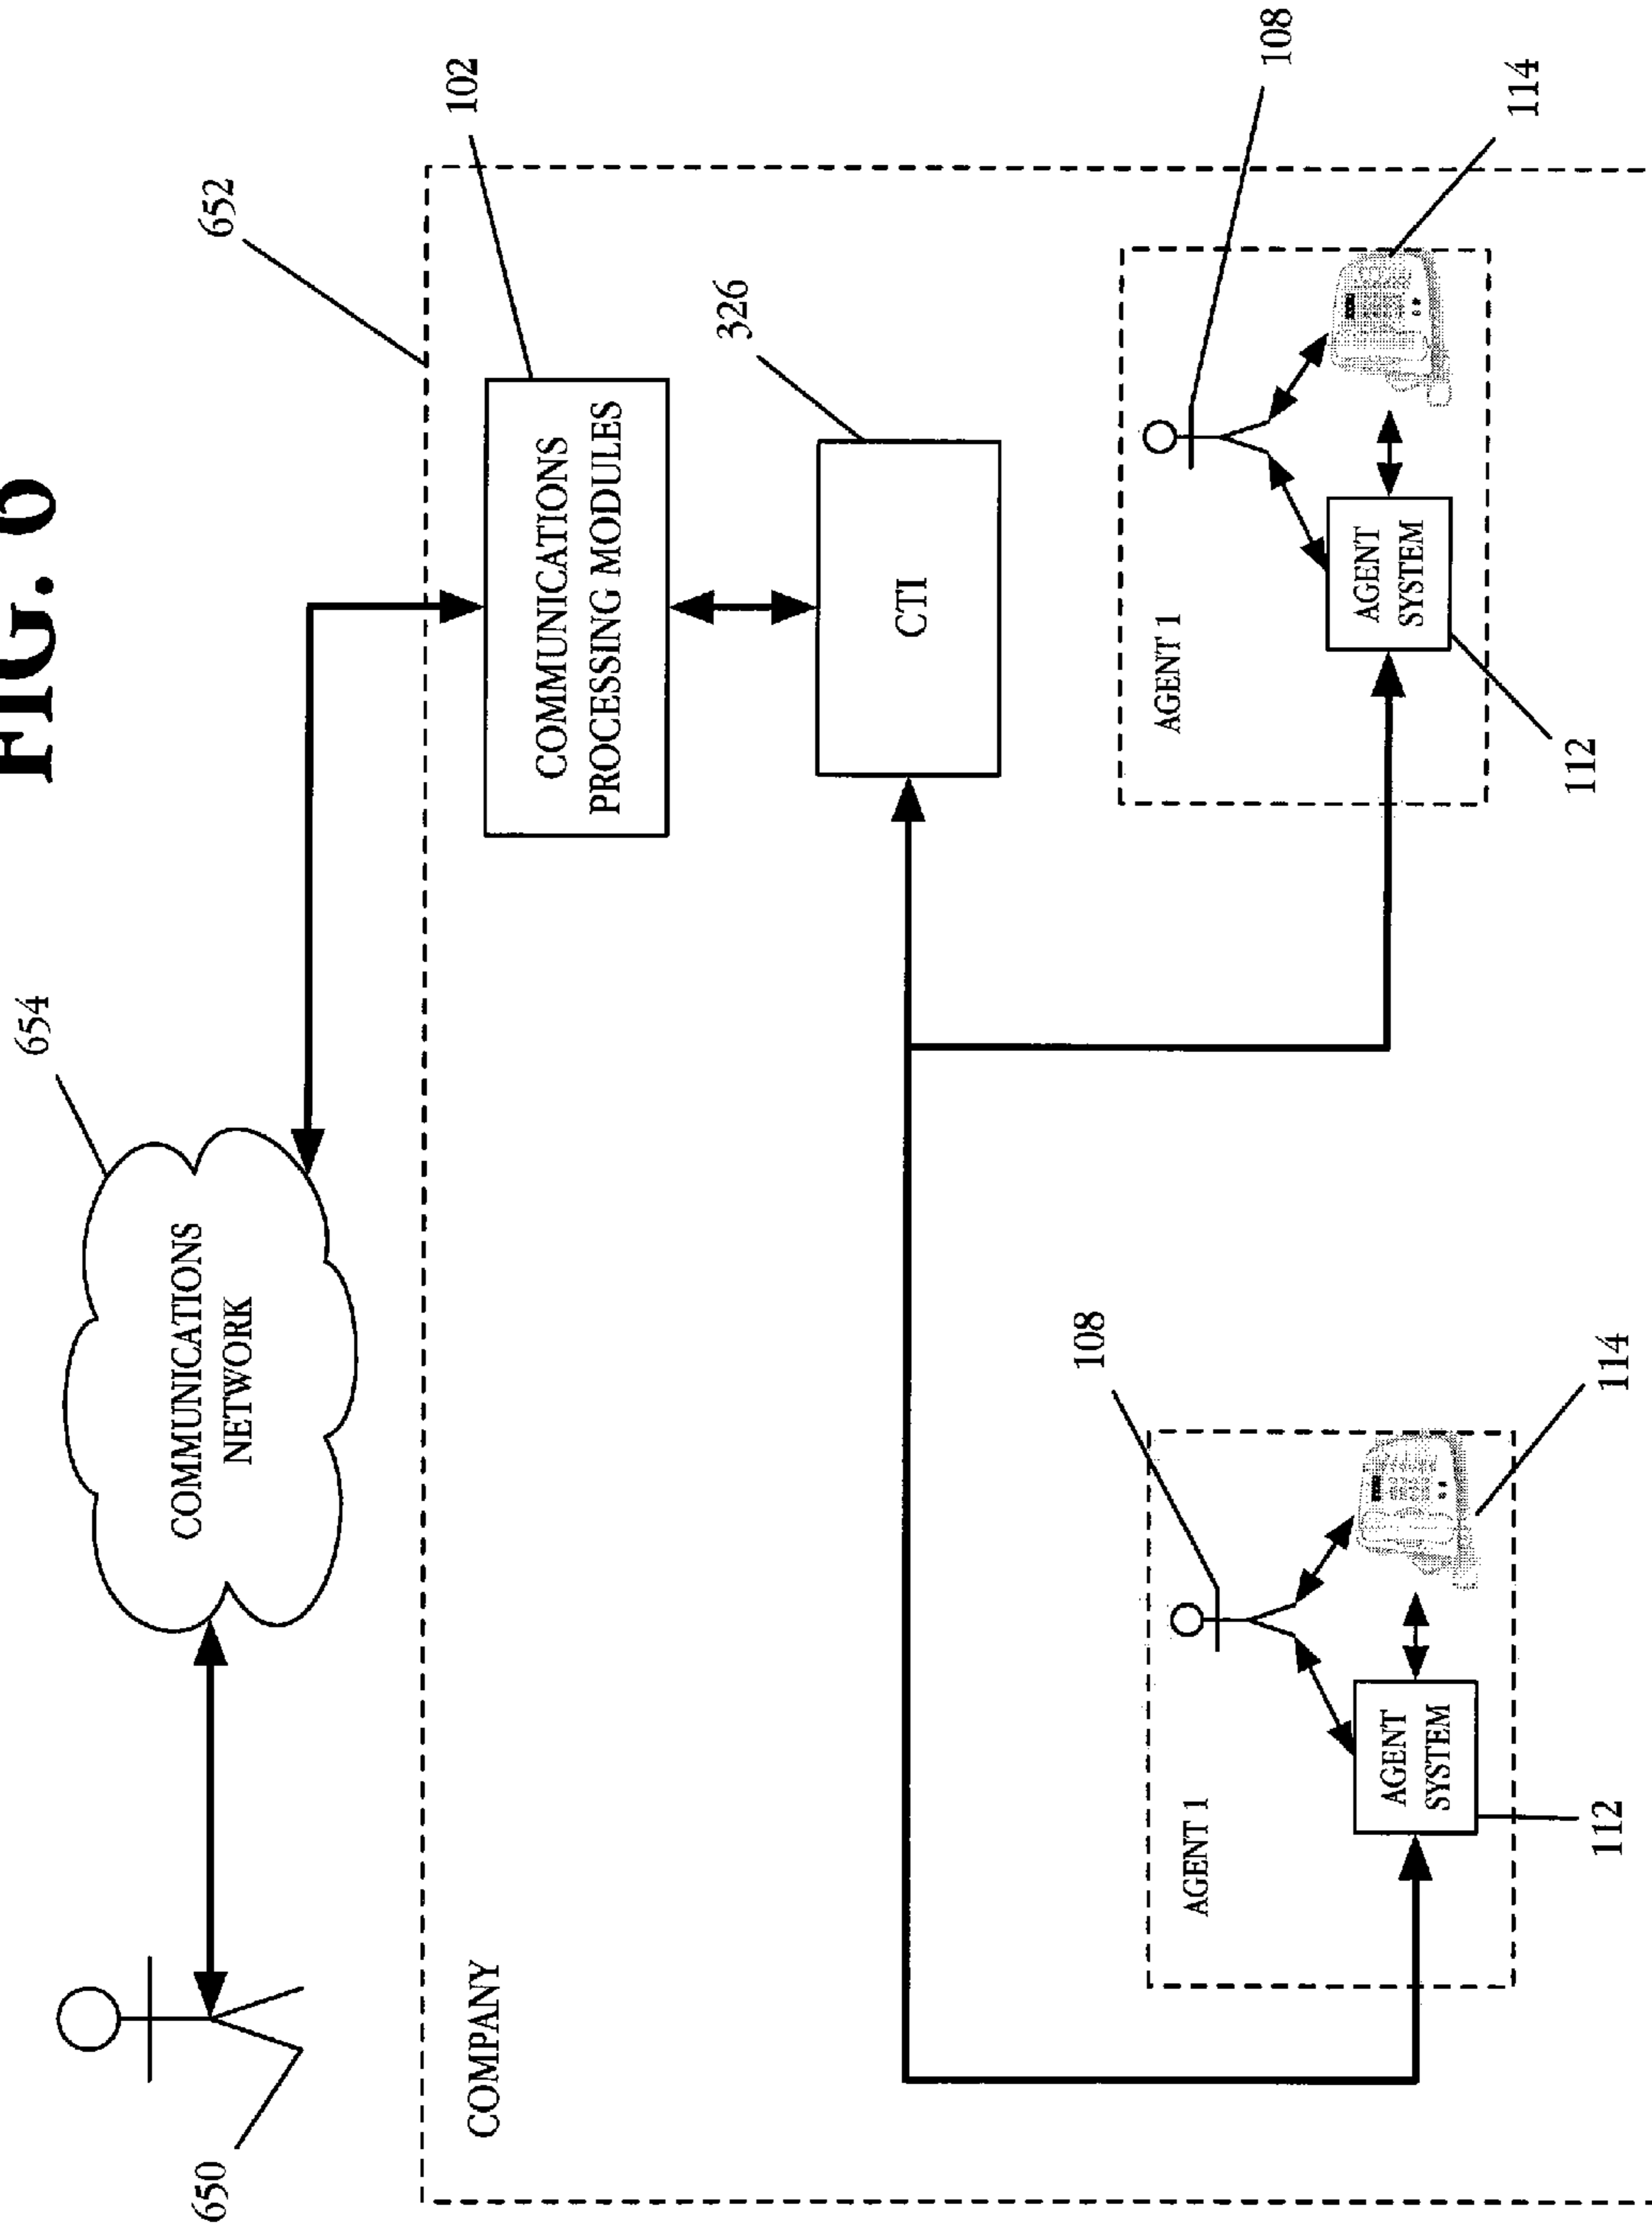 FIG. 6
654
652
102
650
COMMUNICATIONS
NETWORK
COMPANY
COMMUNICATIONS
PROCESSING MODULES
326
CTI
108
108
AGENT 1
AGENT
SYSTEM
112
114
AGENT 1
AGENT
SYSTEM
112
114